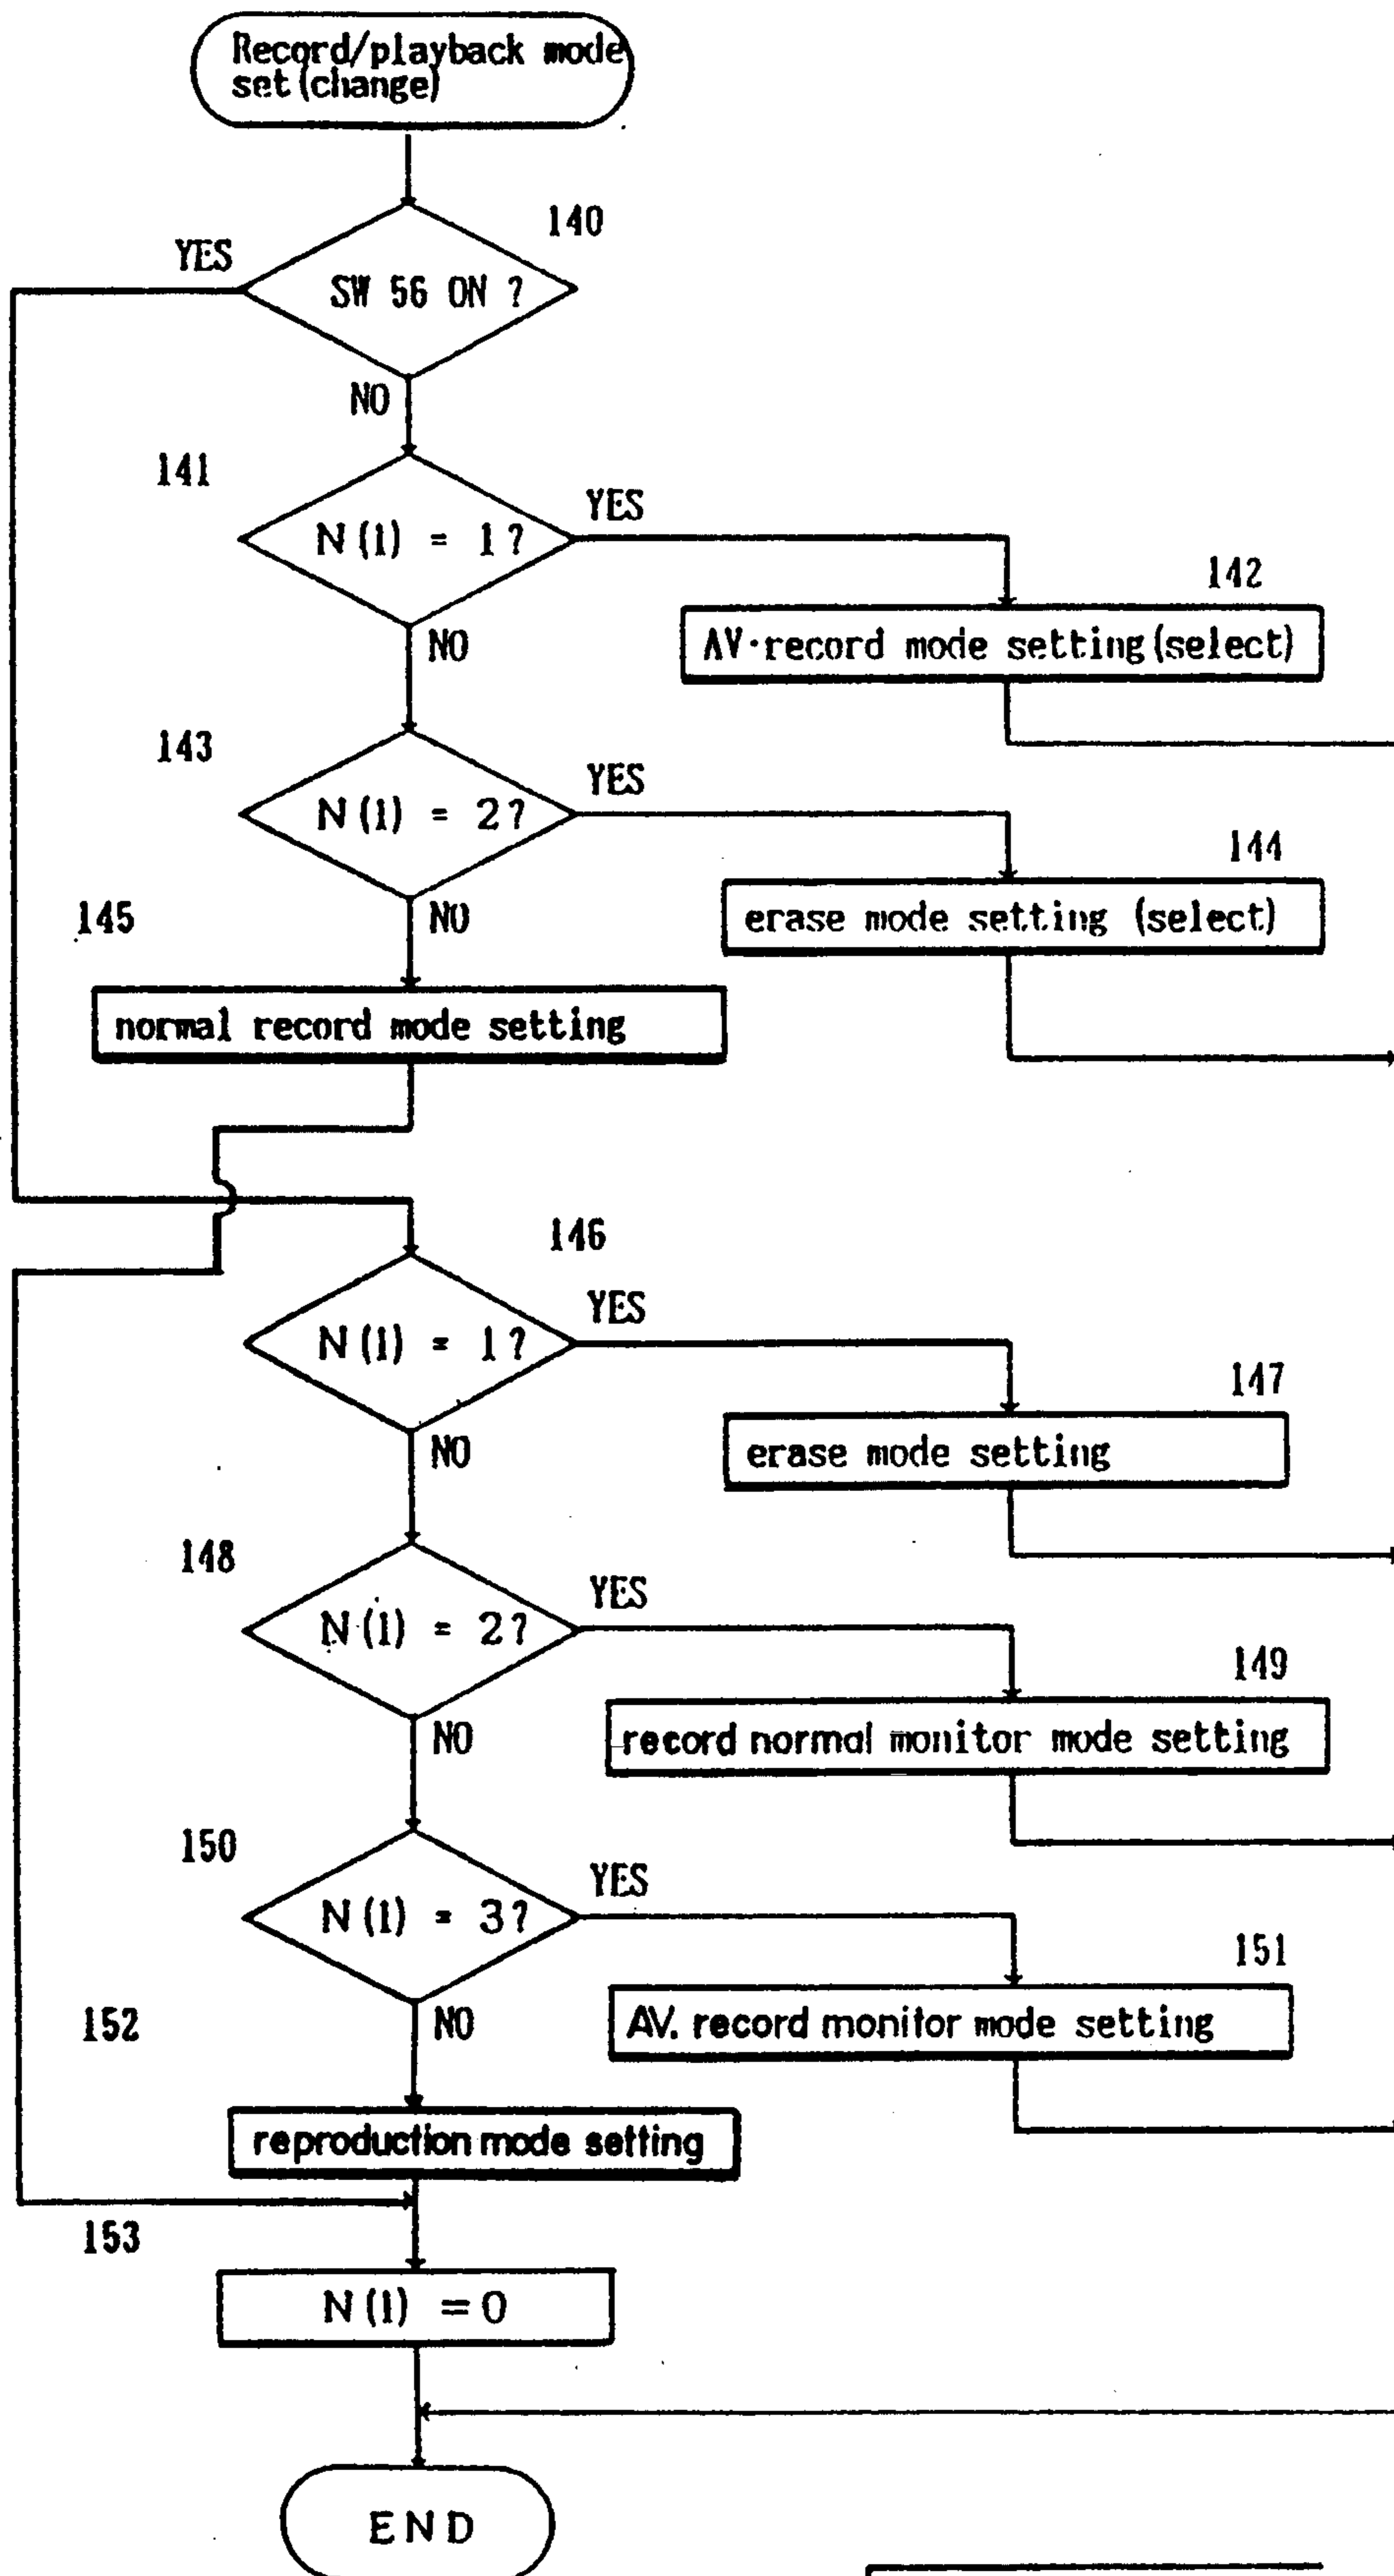 Record/playback mode
set (change)
140
YES
SW 56 ON ?
NO
141
YES
N(1) = 1?
142
AV·record mode setting (select)
NO
143
YES
N(1) = 2?
144
erase mode setting (select)
145
NO
normal record mode setting
146
YES
N(1) = 1?
147
erase mode setting
NO
148
YES
N(1) = 2?
149
record normal monitor mode setting
NO
150
YES
N(1) = 3?
151
AV. record monitor mode setting
152
NO
reproduction mode setting
153
N(1) = 0
END